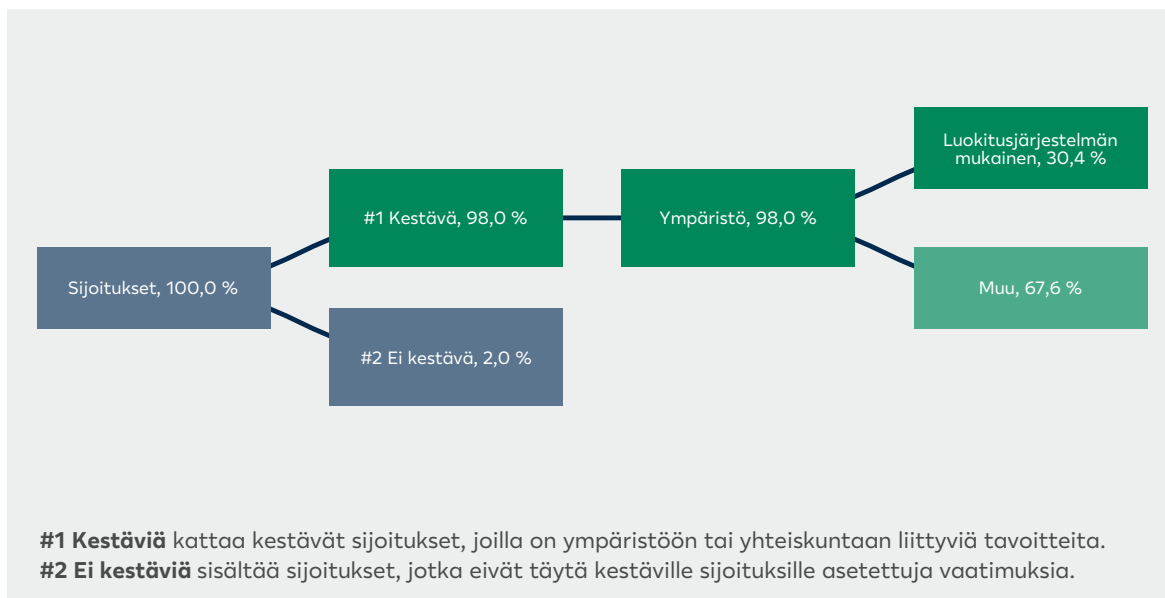 Luokitusjärjestelmän
mukainen, 30,4 %
#1 Kestävä, 98,0 %
Ympäristö, 98,0 %
Sijoitukset, 100,0 %
Muu, 67,6 %
#2 Ei kestävä, 2,0 %
#1 Kestäviä kattaa kestävät sijoitukset, joilla on ympäristöön tai yhteiskuntaan liittyviä tavoitteita.
#2 Ei kestäviä sisältää sijoitukset, jotka eivät täytä kestäville sijoituksille asetettuja vaatimuksia.